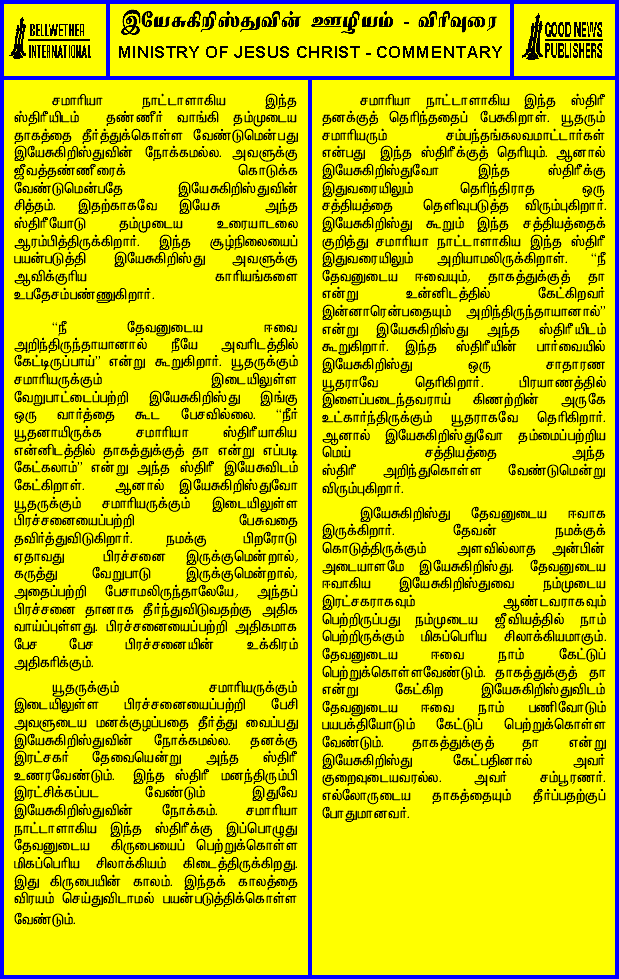 BELLWETHER
INTERNATIONAL
இயேசுகிறிஸ்துவின் ஊழியம் - விரிவுரை
MINISTRY OF JESUS CHRIST - COMMENTARY
GOOD NEWS
PUBLISHERS
சமாரியா நாட்டாளாகிய இந்த
ஸ்திரீயிடம் தண்ணீர் வாங்கி தம்முடைய
தாகத்தை தீர்த்துக்கொள்ள வேண்டுமென்பது
இயேசுகிறிஸ்துவின் நோக்கமல்ல. அவளுக்கு
ஜீவத்தண்ணீரைக் கொடுக்க
வேண்டுமென்பதே இயேசுகிறிஸ்துவின்
சித்தம். இதற்காகவே இயேசு அந்த
ஸ்திரீயோடு தம்முடைய உரையாடலை
ஆரம்பித்திருக்கிறார். இந்த சூழ்நிலையைப்
பயன்படுத்தி இயேசுகிறிஸ்து அவளுக்கு
ஆவிக்குரிய காரியங்களை
உபதேசம்பண்ணுகிறார்.
“நீ தேவனுடைய ஈவை
அறிந்திருந்தாயானால் நீயே அவரிடத்தில்
கேட்டிருப்பாய்” என்று கூறுகிறார். யூதருக்கும்
சமாரியருக்கும் இடையிலுள்ள
வேறுபாட்டைப்பற்றி இயேசுகிறிஸ்து இங்கு
ஒரு வார்த்தை கூட பேசவில்லை. “நீர்
யூதனாயிருக்க சமாரியா ஸ்திரீயாகிய
என்னிடத்தில் தாகத்துக்குத் தா என்று எப்படி
கேட்கலாம்” என்று அந்த ஸ்திரீ இயேசுவிடம்
கேட்கிறாள். ஆனால் இயேசுகிறிஸ்துவோ
யூதருக்கும் சமாரியருக்கும் இடையிலுள்ள
பிரச்சனையைப்பற்றி பேசுவதை
தவிர்த்துவிடுகிறார். நமக்கு பிறரோடு
ஏதாவது பிரச்சனை இருக்குமென்றால்,
கருத்து வேறுபாடு இருக்குமென்றால்,
அதைப்பற்றி பேசாமலிருந்தாலேயே, அந்தப்
பிரச்சனை தானாக தீர்ந்துவிடுவதற்கு அதிக
வாய்ப்புள்ளது. பிரச்சனையைப்பற்றி அதிகமாக
பேச பேச பிரச்சனையின் உக்கிரம்
அதிகரிக்கும்.
யூதருக்கும் சமாரியருக்கும்
இடையிலுள்ள பிரச்சனையைப்பற்றி பேசி
அவளுடைய மனக்குழப்பதை தீர்த்து வைப்பது
இயேசுகிறிஸ்துவின் நோக்கமல்ல. தனக்கு
இரட்சகர் தேவையென்று அந்த ஸ்திரீ
உணரவேண்டும். இந்த ஸ்திரீ மனந்திரும்பி
இரட்சிக்கப்பட வேண்டும் இதுவே
இயேசுகிறிஸ்துவின் நோக்கம். சமாரியா
நாட்டாளாகிய இந்த ஸ்திரீக்கு இப்பொழுது
தேவனுடைய கிருபையைப் பெற்றுக்கொள்ள
மிகப்பெரிய சிலாக்கியம் கிடைத்திருக்கிறது.
இது கிருபையின் காலம். இந்தக் காலத்தை
விரயம் செய்துவிடாமல் பயன்படுத்திக்கொள்ள
வேண்டும்.
சமாரியா நாட்டாளாகிய இந்த ஸ்திரீ
தனக்குத் தெரிந்ததைப் பேசுகிறாள். யூதரும்
சமாரியரும் சம்பந்தங்கலவமாட்டார்கள்
என்பது இந்த ஸ்திரீக்குத் தெரியும். ஆனால்
இயேசுகிறிஸ்துவோ இந்த ஸ்திரீக்கு
இதுவரையிலும் தெரிந்திராத ஒரு
சத்தியத்தை தெளிவுபடுத்த விரும்புகிறார்.
இயேசுகிறிஸ்து கூறும் இந்த சத்தியத்தைக்
குறித்து சமாரியா நாட்டாளாகிய இந்த ஸ்திரீ
இதுவரையிலும் அறியாமலிருக்கிறாள். “நீ
தேவனுடைய ஈவையும், தாகத்துக்குத் தா
என்று உன்னிடத்தில் கேட்கிறவர்
இன்னாரென்பதையும் அறிந்திருந்தாயானால்”
என்று இயேசுகிறிஸ்து அந்த ஸ்திரீயிடம்
கூறுகிறார். இந்த ஸ்திரீயின் பார்வையில்
இயேசுகிறிஸ்து ஒரு சாதாரண
யூதராவே தெரிகிறார். பிரயாணத்தில்
இளைப்படைந்தவராய் கிணற்றின் அருகே
உட்கார்ந்திருக்கும் யூதராகவே தெரிகிறார்.
ஆனால் இயேசுகிறிஸ்துவோ தம்மைப்பற்றிய
மெய் சத்தியத்தை அந்த
ஸ்திரீ அறிந்துகொள்ள வேண்டுமென்று
விரும்புகிறார்.
இயேசுகிறிஸ்து தேவனுடைய ஈவாக
இருக்கிறார். தேவன் நமக்குக்
கொடுத்திருக்கும் அளவில்லாத அன்பின்
அடையாளமே இயேசுகிறிஸ்து. தேவனுடைய
ஈவாகிய இயேசுகிறிஸ்துவை நம்முடைய
இரட்சகராகவும் ஆண்டவராகவும்
பெற்றிருப்பது நம்முடைய ஜீவியத்தில் நாம்
பெற்றிருக்கும் மிகப்பெரிய சிலாக்கியமாகும்.
தேவனுடைய ஈவை நாம் கேட்டுப்
பெற்றுக்கொள்ளவேண்டும். தாகத்துக்குத் தா
என்று கேட்கிற இயேசுகிறிஸ்துவிடம்
தேவனுடைய ஈவை நாம் பணிவோடும்
பயபக்தியோடும் கேட்டுப் பெற்றுக்கொள்ள
வேண்டும். தாகத்துக்குத் தா என்று
இயேசுகிறிஸ்து கேட்பதினால் அவர்
குறைவுடையவரல்ல. அவர் சம்பூரணர்.
எல்லோருடைய தாகத்தையும் தீர்ப்பதற்குப்
போதுமானவர்.